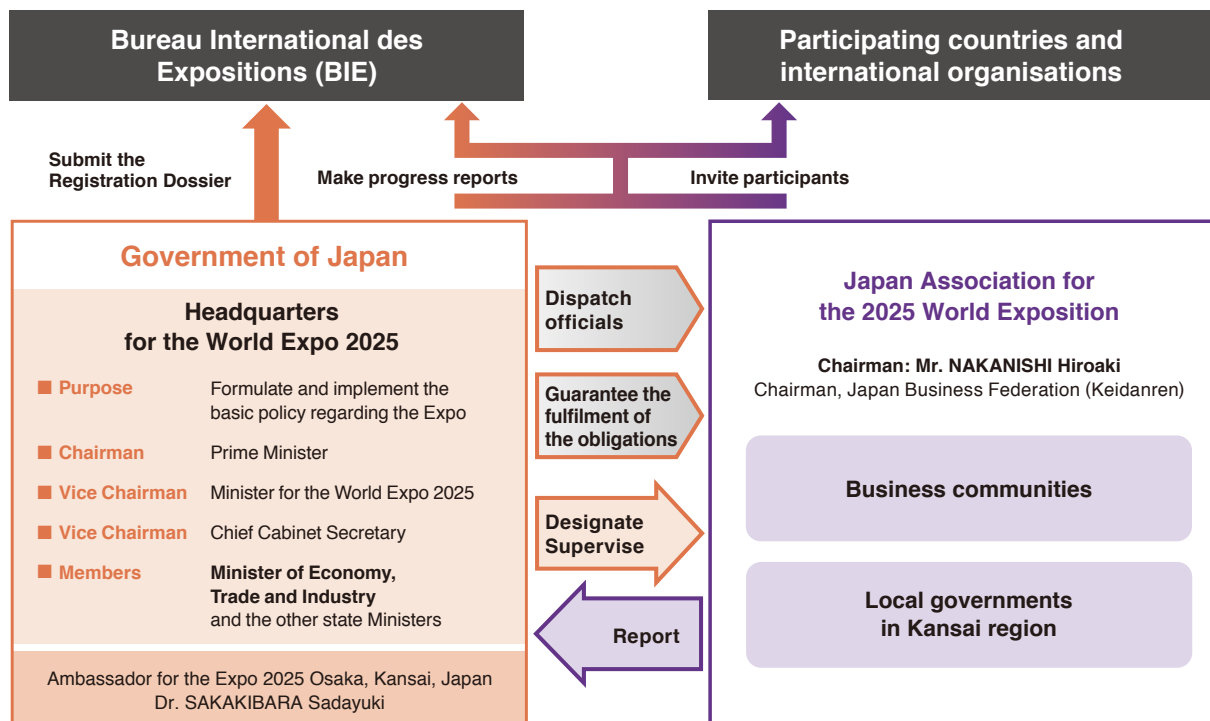 Bureau International des
Expositions (BIE)
Participating countries and
international organisations
Submit the
Registration Dossier
Make progress reports
Invite participants
Government of Japan
Headquarters
for the World Expo 2025
Purpose
Formulate and implement the
basic policy regarding the Expo
Chairman
Prime Minister
Vice Chairman
Minister for the World Expo 2025
Vice Chairman
Chief Cabinet Secretary
Members
Minister of Economy,
Trade and Industry
and the other state Ministers
Ambassador for the Expo 2025 Osaka, Kansai, Japan
Dr. SAKAKIBARA Sadayuki
Dispatch
officials
Guarantee the
fulfilment of
the obligations
Designate
Supervise
Report
Japan Association for
the 2025 World Exposition
Chairman: Mr. NAKANISHI Hiroaki
Chairman, Japan Business Federation (Keidanren)
Business communities
Local governments
in Kansai region